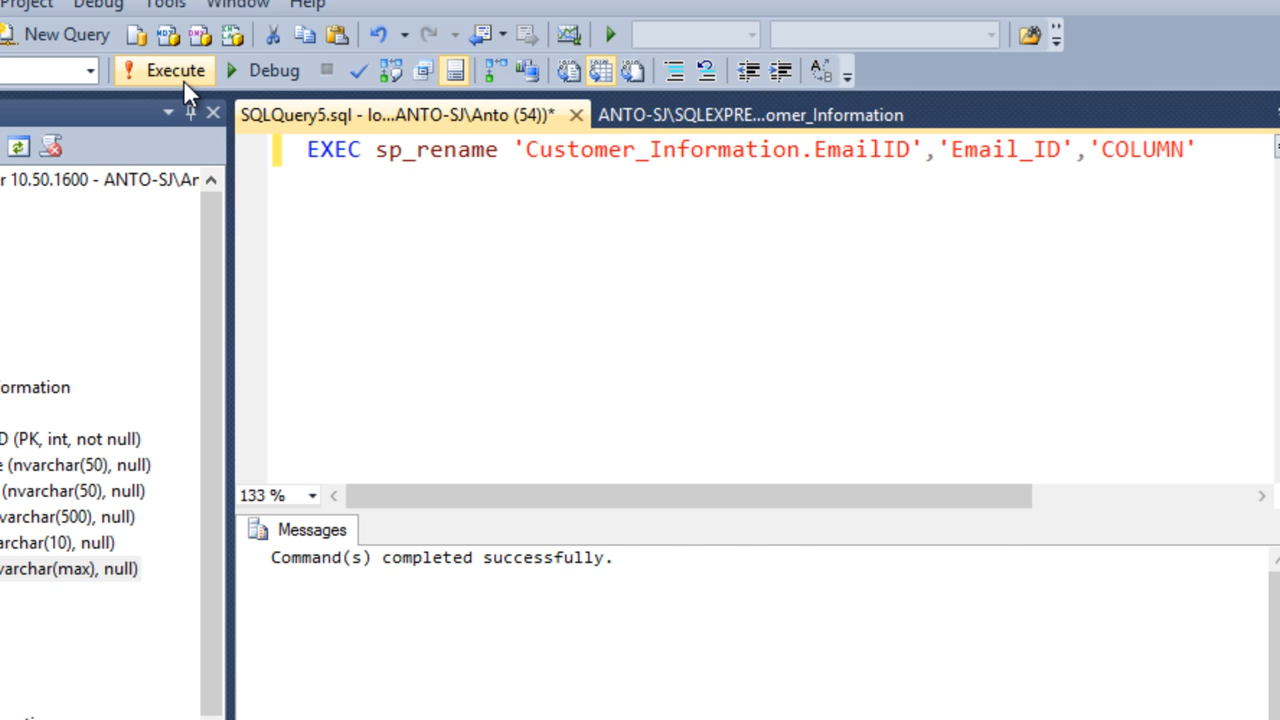 Project Debug Tools Window Help
New Query
Execute Debug
SQLQuery5.sql - lo...ANTO-SJ\Anto (54))* ANTO-SJ\SQLEXPRE...omer_Information
EXEC sp_rename 'Customer_Information.EmailID','Email_ID','COLUMN'
r 10.50.1600 - ANTO-SJ\Ar
ormation
D (PK, int, not null)
e (nvarchar(50), null)
(nvarchar(50), null)
varchar(500), null)
archar(10), null)
varchar(max), null)
133 %
Messages
Command(s) completed successfully.